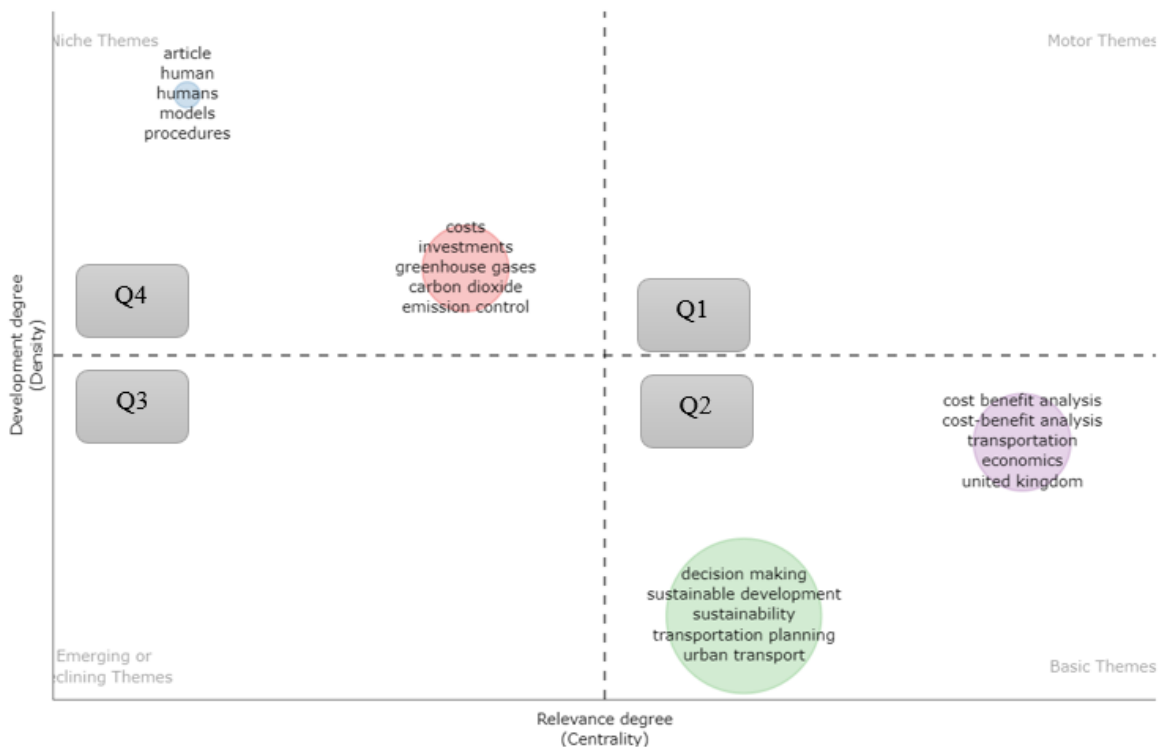 Niche Themes
Motor Themes
article
human
humans
models
procedures
costs
investments
greenhouse gases
carbon dioxide
emission control
Q4
Q1
Development degree
(Density)
Q3
Q2
cost benefit analysis
cost-benefit analysis
transportation
economics
united kingdom
decision making
sustainable development
sustainability
transportation planning
urban transport
Emerging or
clining Themes
Basic Themes
Relevance degree
(Centrality)